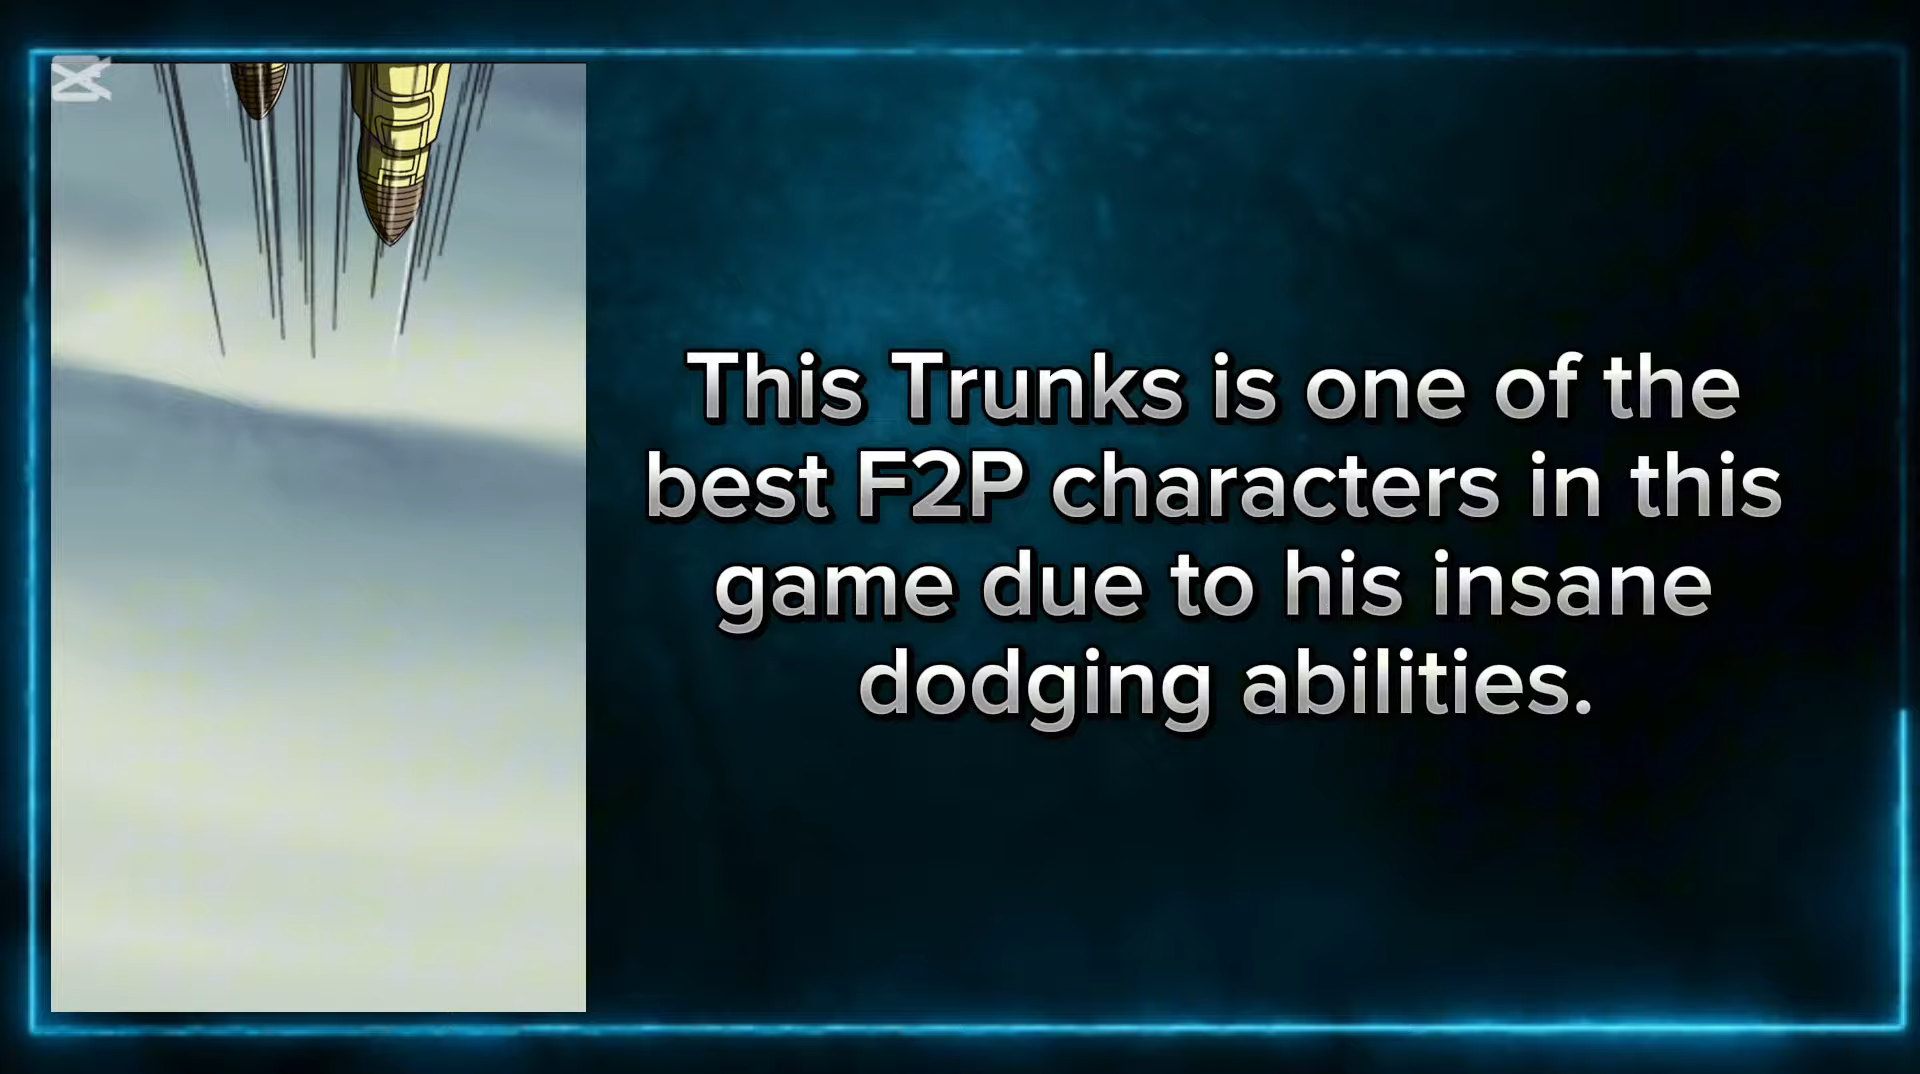 This Trunks is one of the
best F2P characters in this
game due to his insane
dodging abilities.